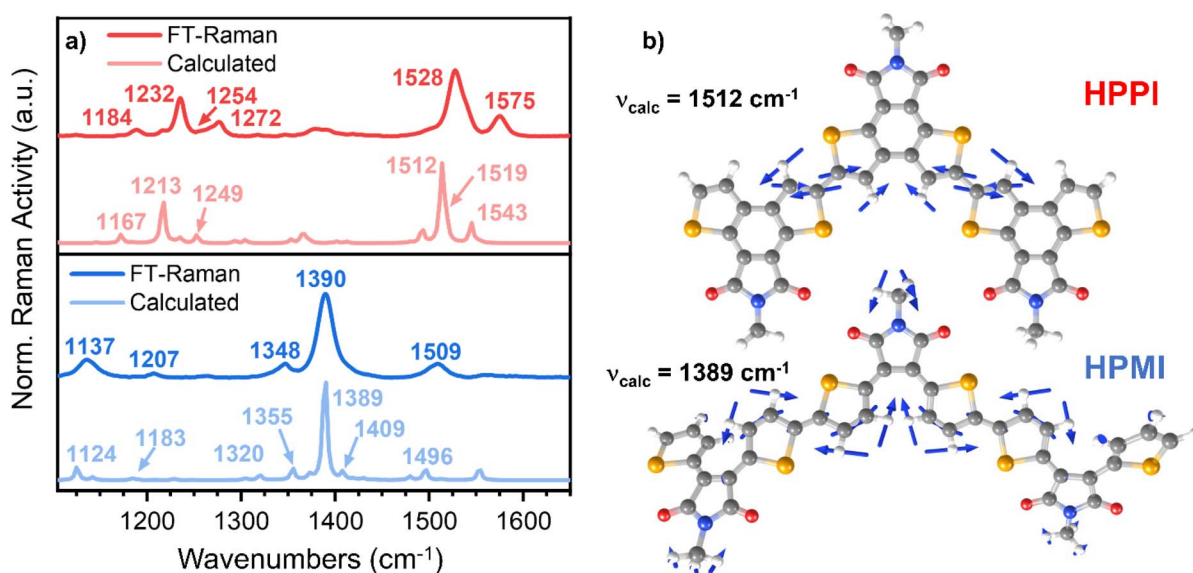 a)
FT-Raman
Calculated
1184
1232
1254
1272
1528
1575
1167
1213
1249
1512
1519
1543
FT-Raman
Calculated
1137
1207
1348
1390
1509
1124
1183
1320
1355
1389
1409
1496
Norm. Raman Activity (a.u.)
1200
1300
1400
1500
1600
Wavenumbers (cm⁻¹)
b)
νcalc = 1512 cm⁻¹
HPPI
νcalc = 1389 cm⁻¹
HPMI